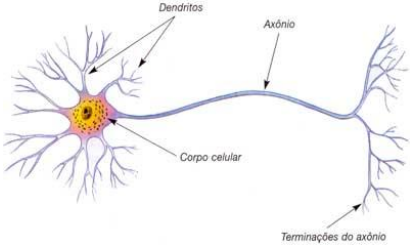 Dendritos
Axônio
Corpo celular
Terminações do axônio